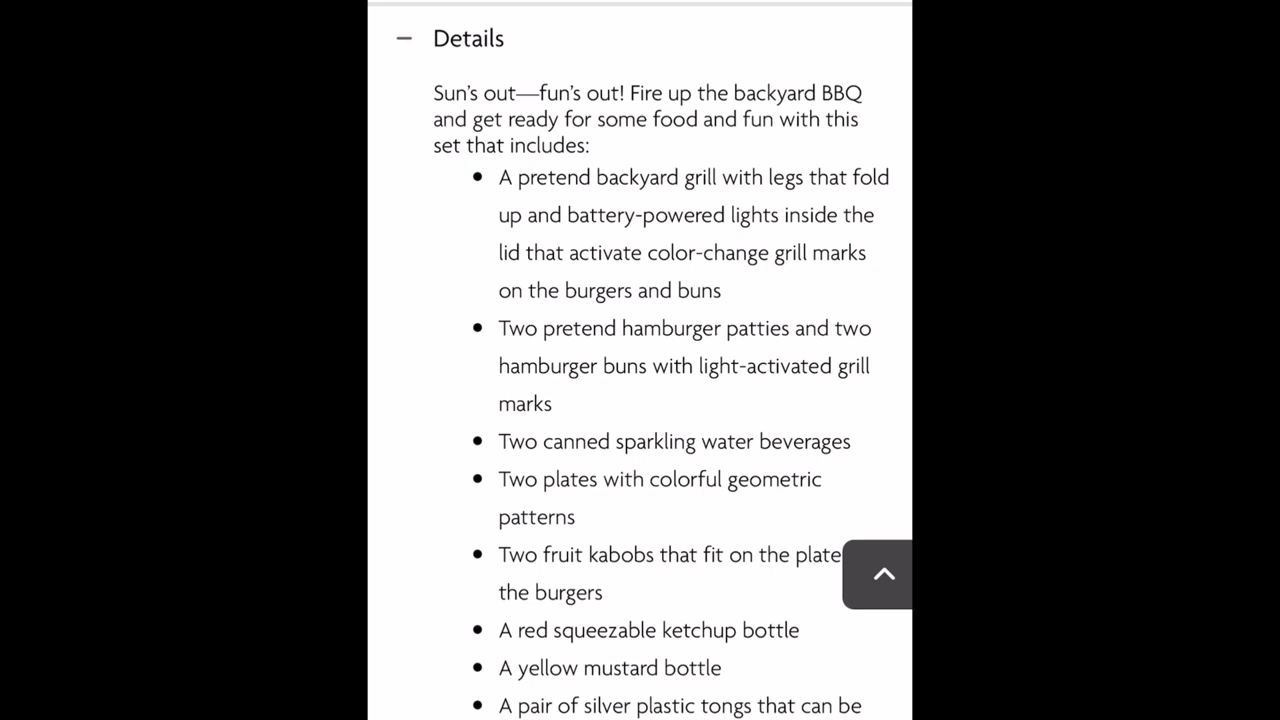 Details
Sun's out—fun's out! Fire up the backyard BBQ
and get ready for some food and fun with this
set that includes:
• A pretend backyard grill with legs that fold
up and battery-powered lights inside the
lid that activate color-change grill marks
on the burgers and buns
• Two pretend hamburger patties and two
hamburger buns with light-activated grill
marks
• Two canned sparkling water beverages
• Two plates with colorful geometric
patterns
• Two fruit kabobs that fit on the plate
the burgers
• A red squeezable ketchup bottle
• A yellow mustard bottle
• A pair of silver plastic tongs that can be